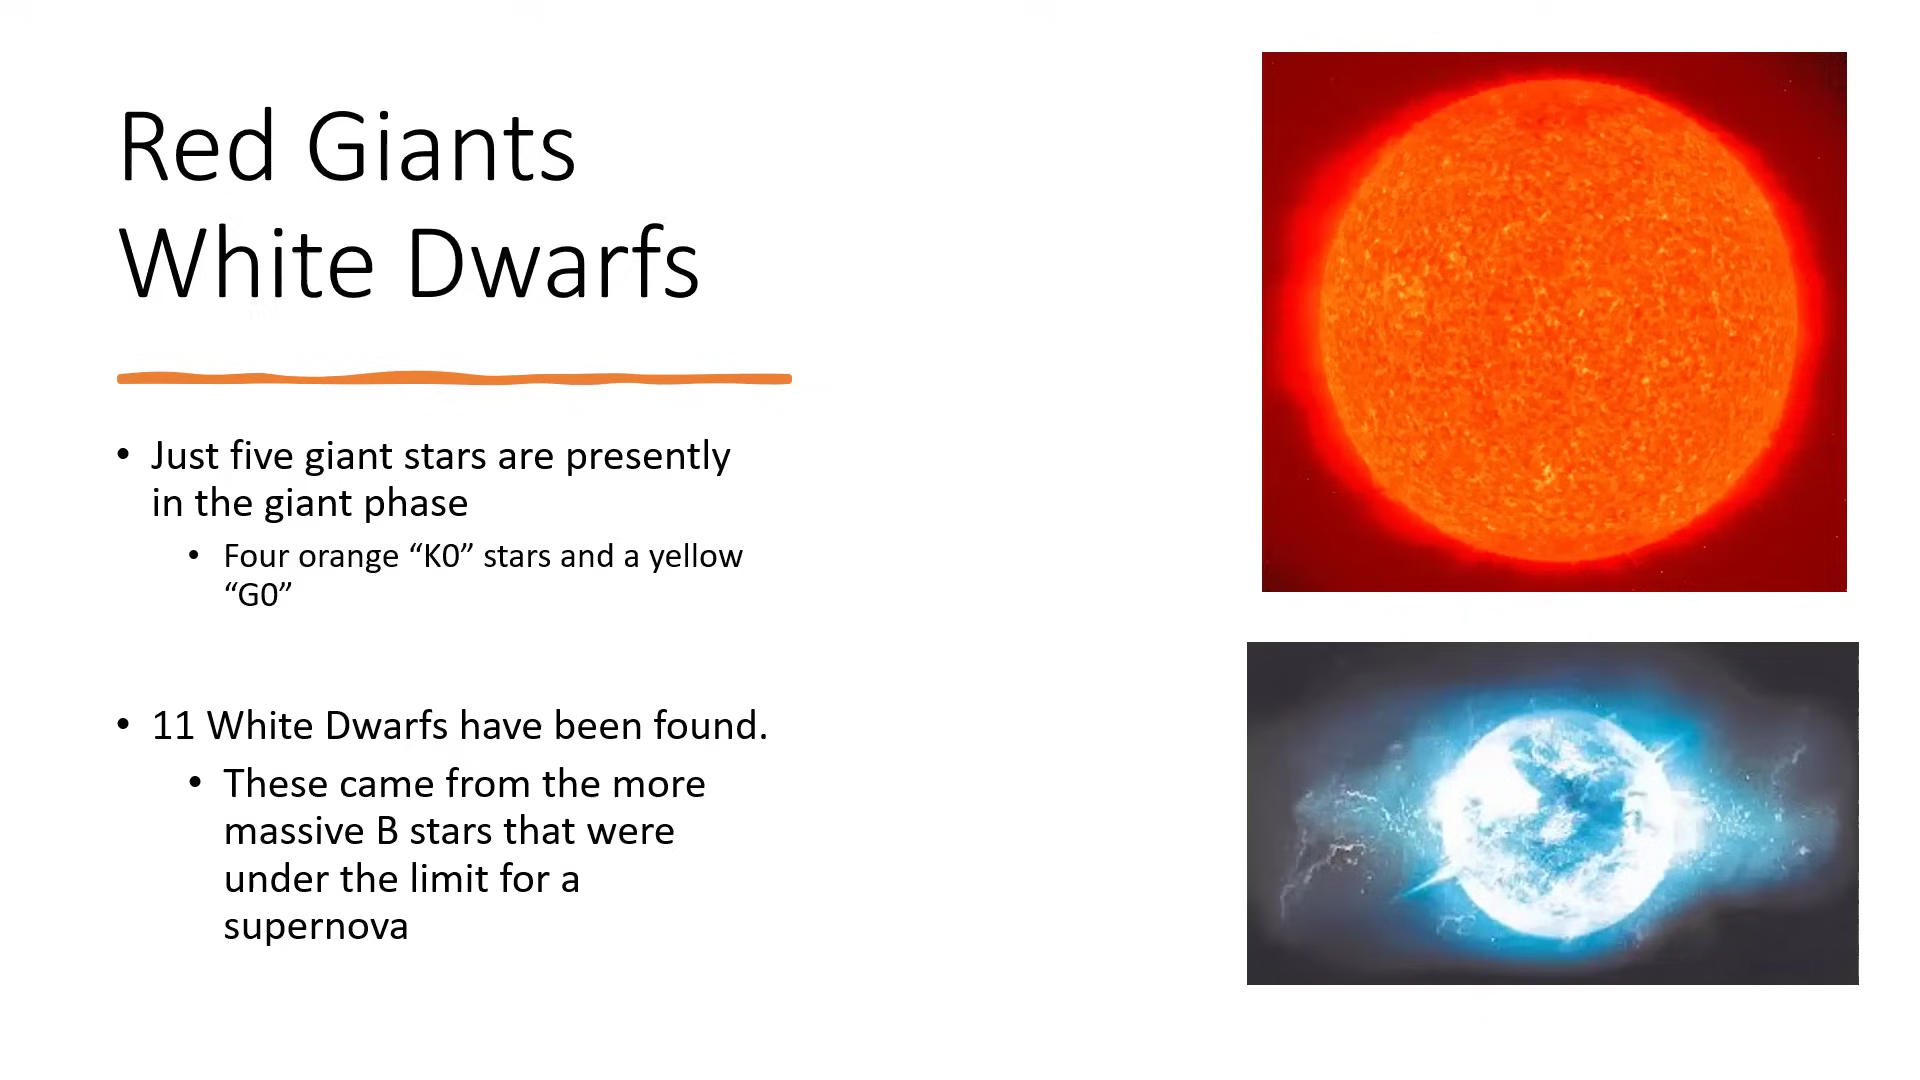 Red Giants
White Dwarfs
• Just five giant stars are presently
in the giant phase
• Four orange “K0” stars and a yellow
“G0”
• 11 White Dwarfs have been found.
• These came from the more
massive B stars that were
under the limit for a
supernova